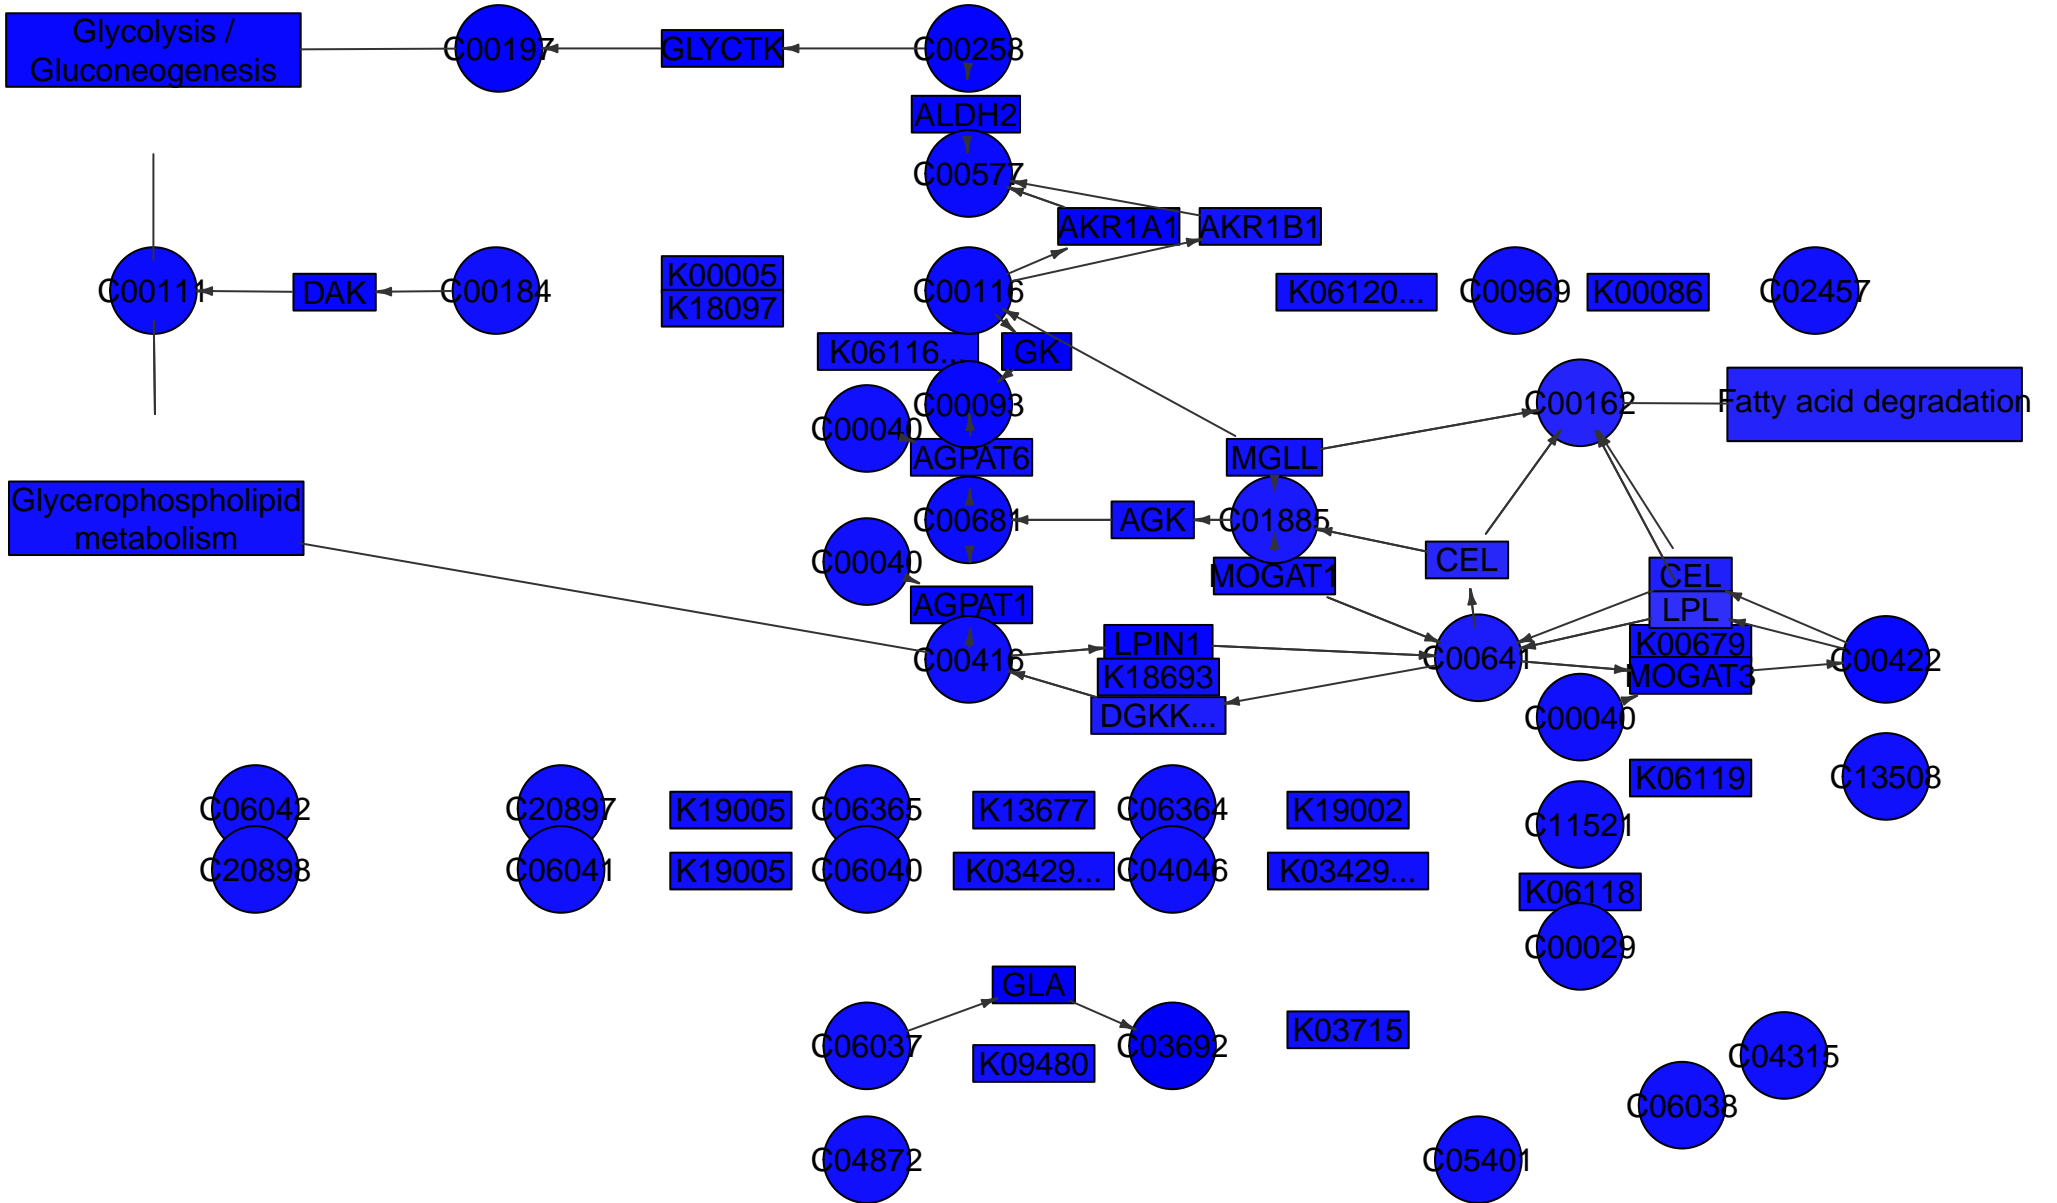 Glycolysis /
Gluconeogenesis
C00197
GLYCTK
C00258
ALDH2
C00577
AKR1A1
AKR1B1
C00111
DAK
C00184
K00005
K18097
C00116
K06120...
C00969
K00086
C02457
K06116...
GK
C00093
C00162
Fatty acid degradation
C00040
AGPAT6
MGLL
Glycerophospholipid
metabolism
C00681
AGK
C01885
CEL
C00040
MOGAT1
CEL
AGPAT1
LPL
C00416
LPIN1
K18693
DGKK...
C00641
K00679
MOGAT3
C00422
C00040
K06119
C13508
C06042
C20897
K19005
C06365
K13677
C06364
K19002
C11521
C20898
C06041
K19005
C06040
K03429...
C04046
K03429...
K06118
C00029
GLA
C06037
K09480
C03692
K03715
C04315
C06038
C04872
C05401